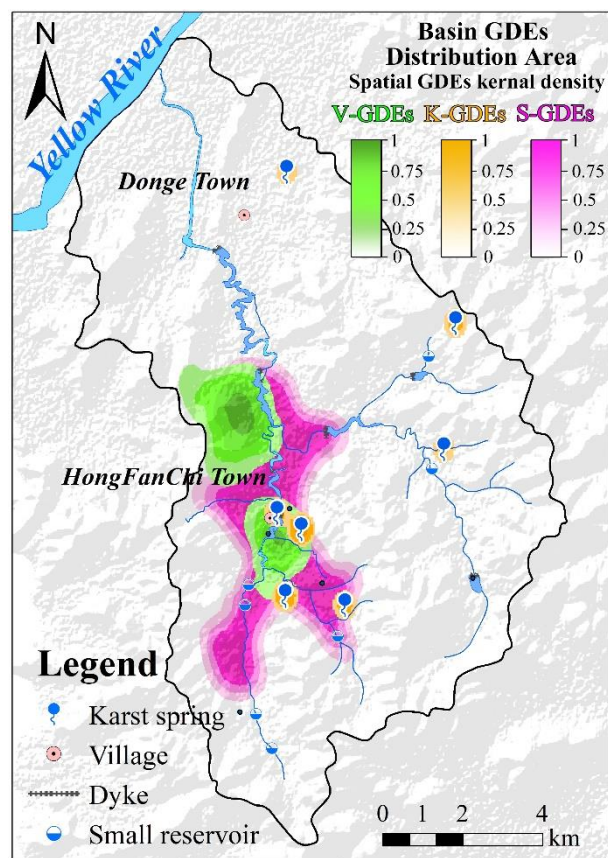 N
Yellow River
Basin GDEs
Distribution Area
Spatial GDEs kernal density
V-GDEs K-GDEs S-GDEs
1 1 1
0.75 0.75 0.75
0.5 0.5 0.5
0.25 0.25 0.25
0 0 0
Donge Town
HongFanChi Town
Legend
Karst spring
Village
Dyke
Small reservoir
0 1 2 4
km